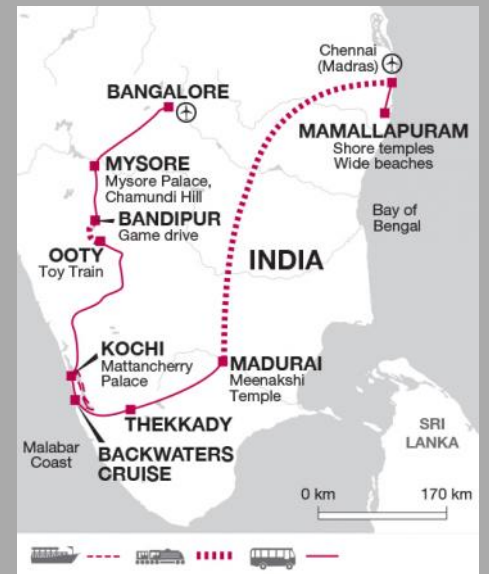 Chennai
(Madras)
BANGALORE
MAMALLAPURAM
Shore temples
Wide beaches
MYSORE
Mysore Palace,
Chamundi Hill
Bay of
Bengal
BANDIPUR
Game drive
OOTY
Toy Train
INDIA
KOCHI
Mattancherry
Palace
MADURAI
Meenakshi
Temple
THEKKADY
SRI
LANKA
Malabar
Coast
BACKWATERS
CRUISE
0 km 170 km